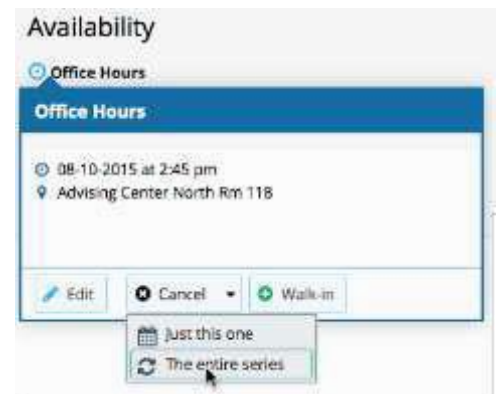 Availability
Office Hours
Office Hours
08-10-2015 at 2:45 pm
Advising Center North Rm 118
Edit Cancel Walk-in
Just this one
The entire series